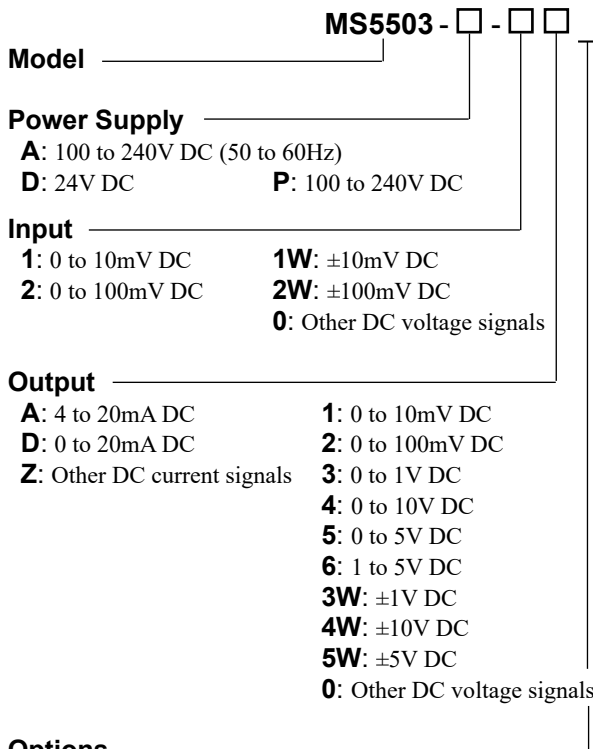 MS5503 - □ - □ □
Model
Power Supply
A: 100 to 240V DC (50 to 60Hz)
D: 24V DC P: 100 to 240V DC
Input
1: 0 to 10mV DC 1W: ±10mV DC
2: 0 to 100mV DC 2W: ±100mV DC
0: Other DC voltage signals
Output
A: 4 to 20mA DC 1: 0 to 10mV DC
D: 0 to 20mA DC 2: 0 to 100mV DC
Z: Other DC current signals 3: 0 to 1V DC
4: 0 to 10V DC
5: 0 to 5V DC
6: 1 to 5V DC
3W: ±1V DC
4W: ±10V DC
5W: ±5V DC
0: Other DC voltage signals
Options